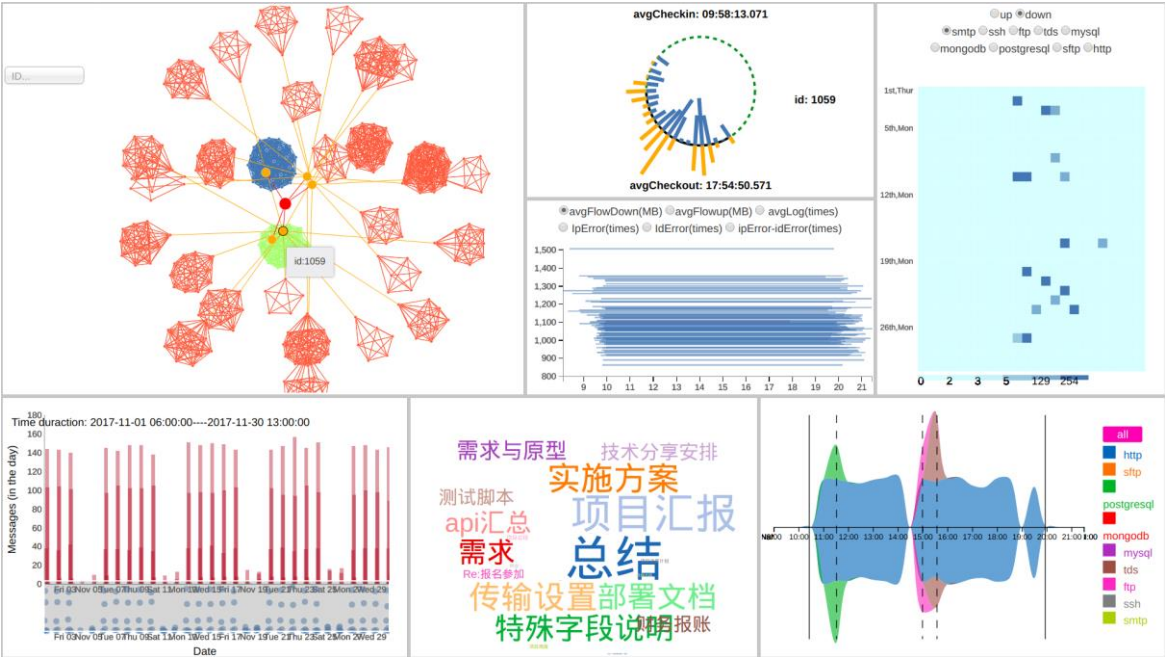 ID...
id:1059
avgCheckin: 09:58:13.071
id: 1059
avgCheckout: 17:54:50.571
avgFlowDown(MB) avgFlowup(MB) avgLog(times)
IpError(times) IdError(times) ipError-idError(times)
1,500
1,400
1,300
1,200
1,100
1,000
900
800
9 10 11 12 13 14 15 16 17 18 19 20 21
up down
smtp ssh ftp tds mysql
mongodb postgresql sftp http
1st,Thur
5th,Mon
12th,Mon
19th,Mon
26th,Mon
0 2 3 5 129 254
Time duraction: 2017-11-01 06:00:00----2017-11-30 13:00:00
Messages (in the day)
180
160
140
120
100
80
60
40
20
0
Date
需求与原型
技术分享安排
实施方案
测试脚本
项目汇报
api汇总
需求
总结
Re:报名参加
传输设置
部署文档
特殊字段说明
10:00 11:00 12:00 13:00 14:00 15:00 16:00 17:00 18:00 19:00 20:00 21:00
all
http
sftp
postgresql
mongodb
mysql
tds
ftp
ssh
smtp